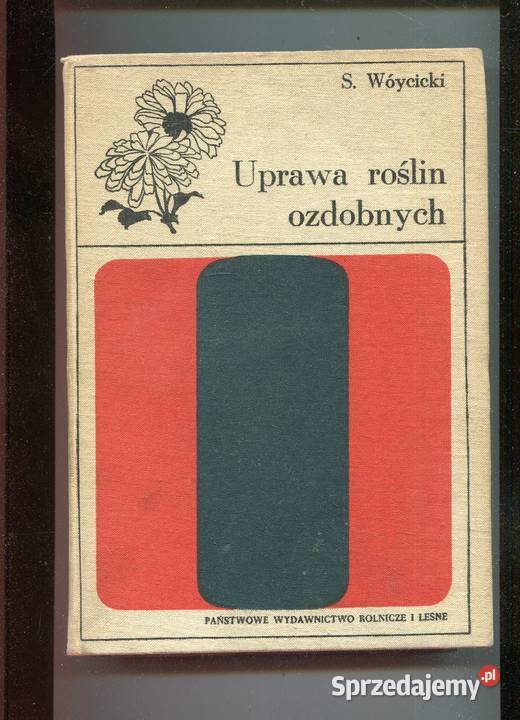 S. Wóycicki
Uprawa roślin
ozdobnych
PAŃSTWOWE WYDAWNICTWO ROLNICZE I LEŚNE
Sprzedajemy.pl